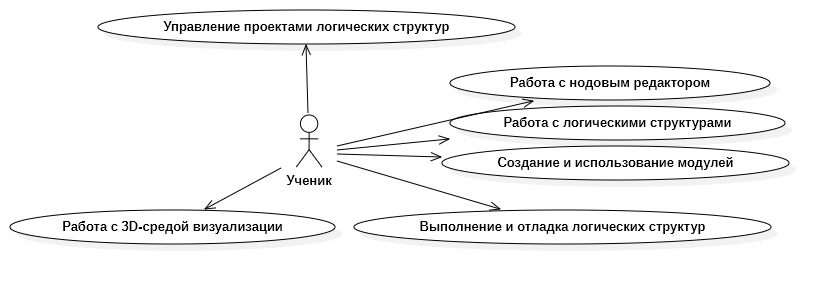 Управление проектами логических структур
Работа с нодовым редактором
Работа с логическими структурами
Создание и использование модулей
Ученик
Работа с 3D-средой визуализации
Выполнение и отладка логических структур